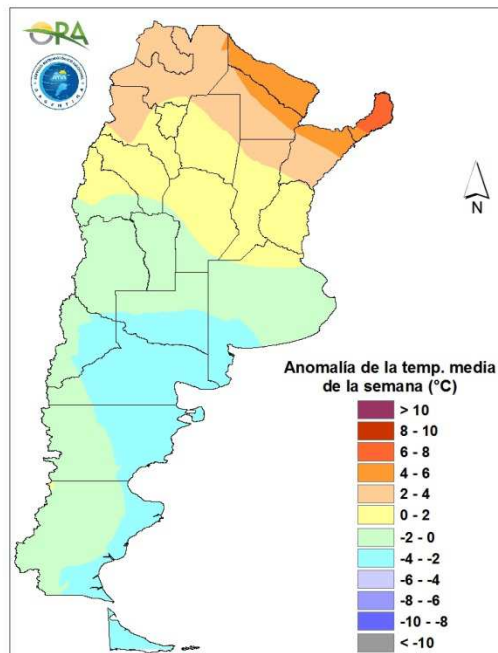 ORA
N
Anomalía de la temp. media
de la semana (°C)
> 10
8 - 10
6 - 8
4 - 6
2 - 4
0 - 2
-2 - 0
-4 - -2
-6 - -4
-8 - -6
-10 - -8
< -10